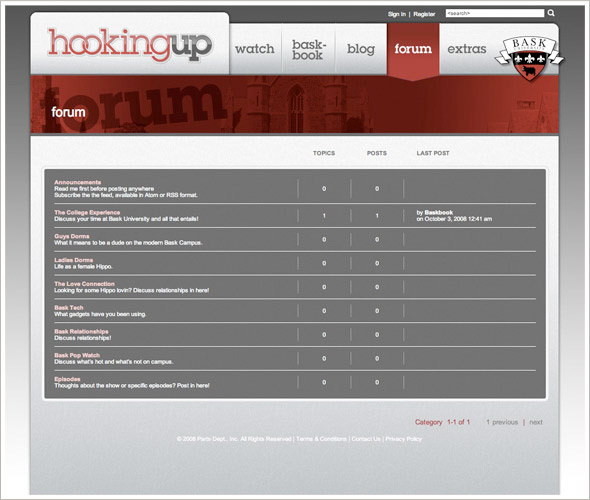 Sign In | Register
<search>
hookingup
watch
bask-
book
blog
forum
extras
BASK
forum
forum
TOPICS POSTS LAST POST
Announcements
Read me first before posting anywhere
Subscribe the the feed, available in Atom or RSS format.
0 0
The College Experience
Discuss your time at Bask University and all that entails!
1 1
by Baskbook
on October 3, 2008 12:41 am
Guys Dorms
What it means to be a dude on the modern Bask Campus.
0 0
Ladies Dorms
Life as a female Hippo.
0 0
The Love Connection
Looking for some Hippo lovin? Discuss relationships in here!
0 0
Bask Tech
What gadgets have you been using.
0 0
Bask Relationships
Discuss relationships!
0 0
Bask Pop Watch
Discuss what's hot and what's not on campus.
0 0
Episodes
Thoughts about the show or specific episodes? Post in here!
0 0
Category 1-1 of 1 1 previous | next
© 2008 Parts Dept., Inc. All Rights Reserved | Terms & Conditions | Contact Us | Privacy Policy